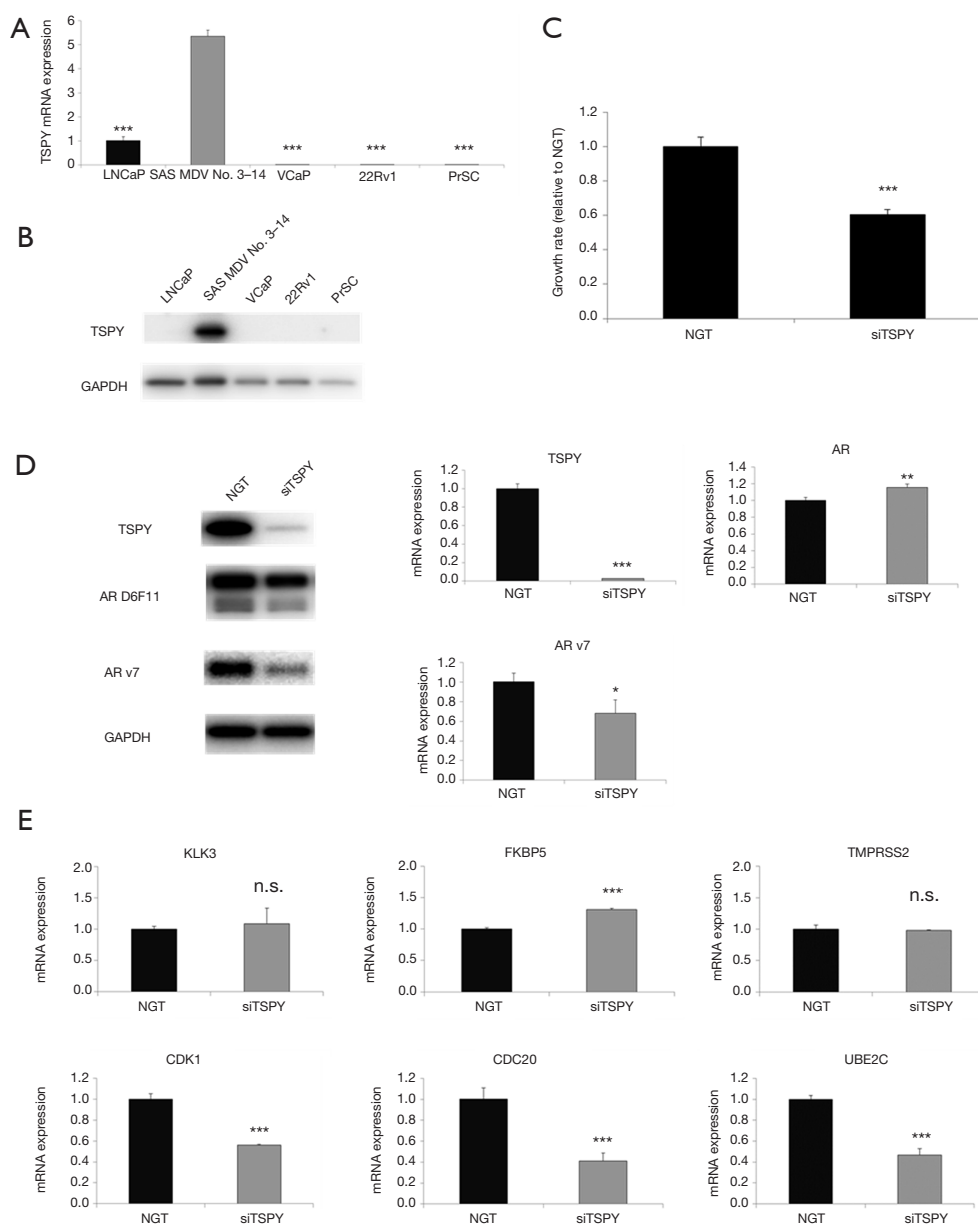 A
TSPY mRNA expression
6
5
4
3
2
1
0
***
***
***
***
LNCaP SAS MDV No. 3–14 VCaP 22Rv1 PrSC
B
LNCaP
SAS MDV No. 3–14
VCaP
22Rv1
PrSC
TSPY
GAPDH
C
Growth rate (relative to NGT)
1.2
1.0
0.8
0.6
0.4
0.2
0.0
***
NGT siTSPY
D
NGT
siTSPY
TSPY
AR D6F11
AR v7
GAPDH
TSPY
mRNA expression
1.2
1.0
0.8
0.6
0.4
0.2
0.0
***
NGT siTSPY
AR
mRNA expression
1.4
1.2
1.0
0.8
0.6
0.4
0.2
0.0
**
NGT siTSPY
AR v7
mRNA expression
1.2
1.0
0.8
0.6
0.4
0.2
0.0
*
NGT siTSPY
E
KLK3
mRNA expression
2.0
1.5
1.0
0.5
0.0
n.s.
NGT siTSPY
FKBP5
mRNA expression
2.0
1.5
1.0
0.5
0.0
***
NGT siTSPY
TMPRSS2
mRNA expression
2.0
1.5
1.0
0.5
0.0
n.s.
NGT siTSPY
CDK1
mRNA expression
1.2
1.0
0.8
0.6
0.4
0.2
0.0
***
NGT siTSPY
CDC20
mRNA expression
1.2
1.0
0.8
0.6
0.4
0.2
0.0
***
NGT siTSPY
UBE2C
mRNA expression
1.2
1.0
0.8
0.6
0.4
0.2
0.0
***
NGT siTSPY